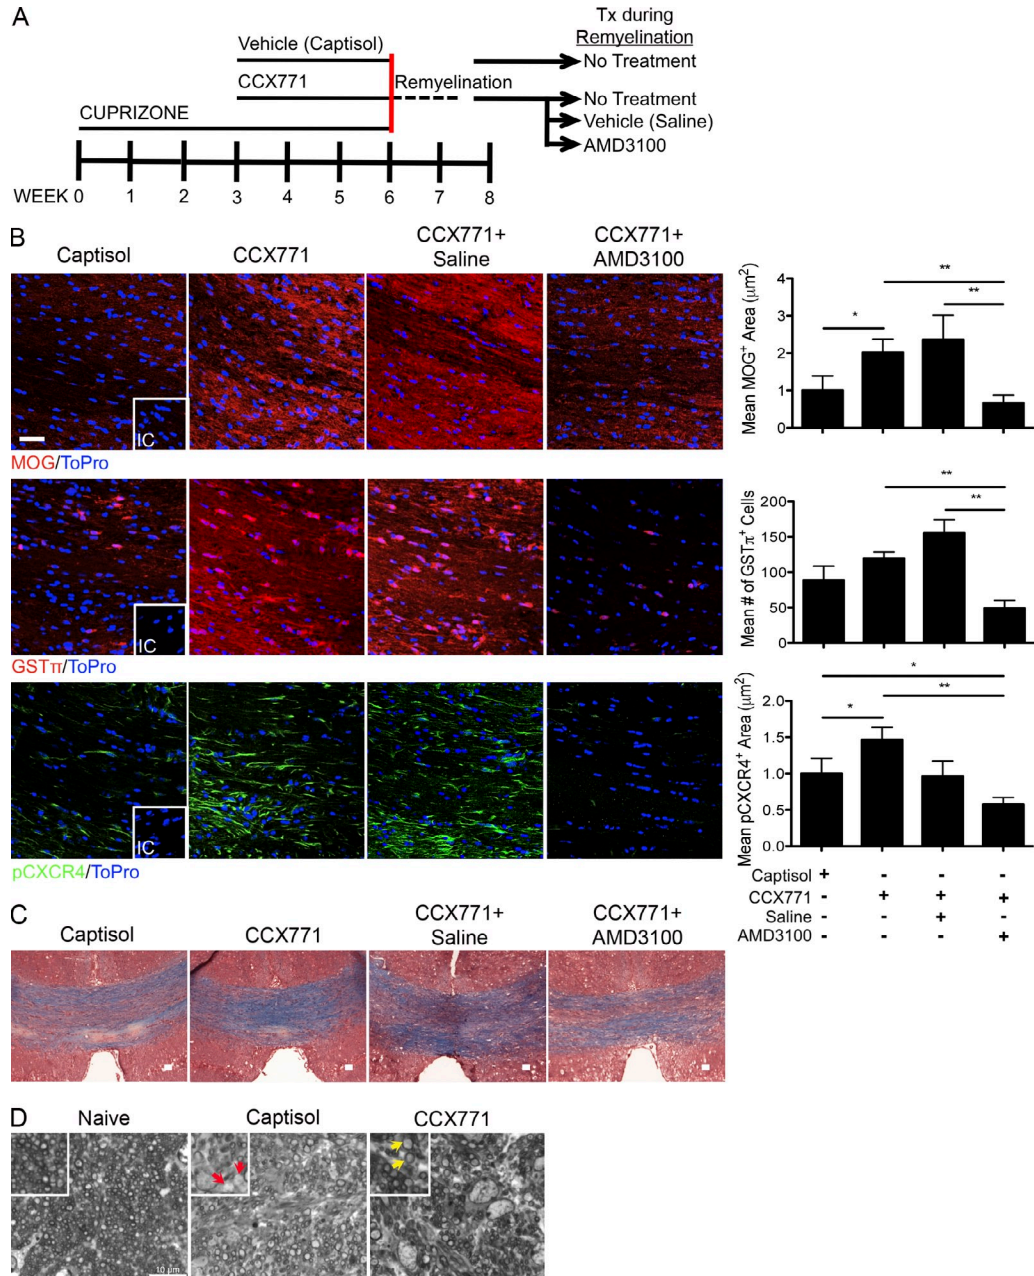 A
Tx during
Remyelination
Vehicle (Captisol)
No Treatment
CCX771
Remyelination
No Treatment
Vehicle (Saline)
CUPRIZONE
AMD3100
WEEK 0 1 2 3 4 5 6 7 8
B
Captisol
CCX771
CCX771+
Saline
CCX771+
AMD3100
IC
MOG/ToPro
Mean MOG+ Area (μm2)
4
3
2
1
0
*
**
**
IC
GSTπ/ToPro
Mean # of GSTπ+ Cells
200
150
100
50
0
**
**
IC
pCXCR4/ToPro
Mean pCXCR4+ Area (μm2)
2.0
1.5
1.0
0.5
0.0
*
**
*
Captisol + - - -
CCX771 - + + +
Saline - - + -
AMD3100 - - - +
C
Captisol
CCX771
CCX771+
Saline
CCX771+
AMD3100
D
Naive
Captisol
CCX771
10 μm